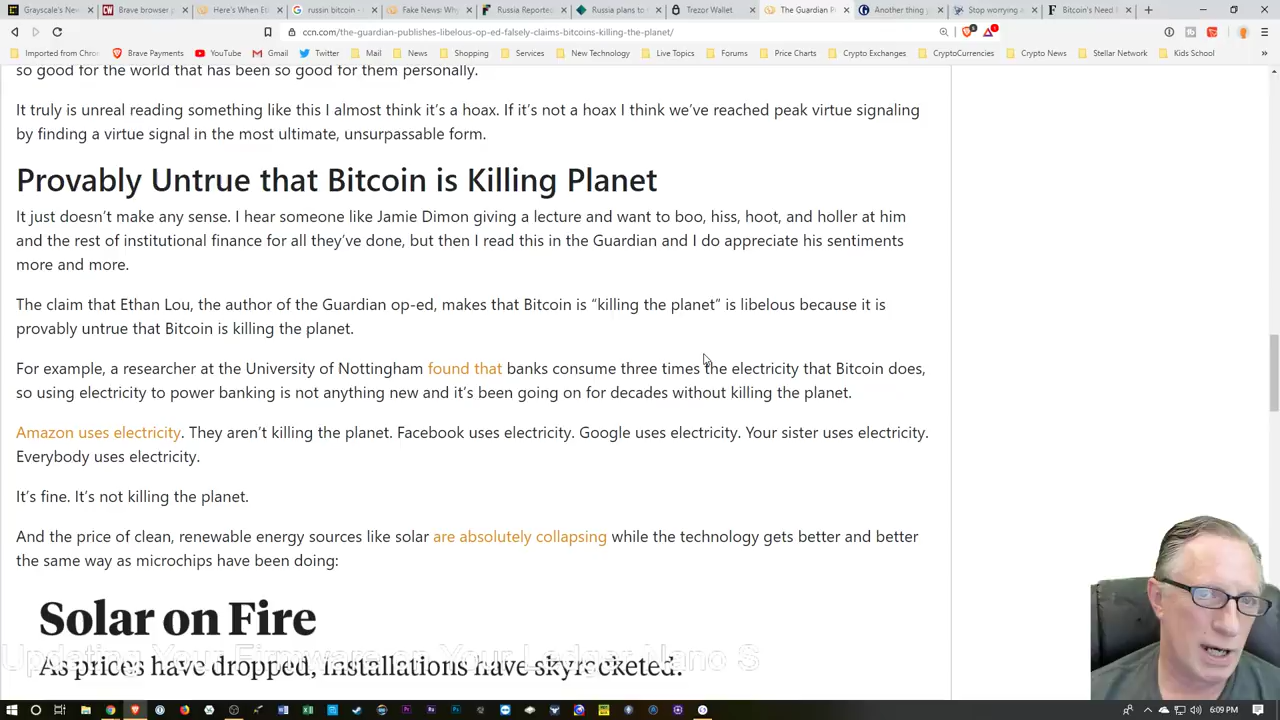 Grayscale's New
Brave browser p
Here's When Et
russin bitcoin -
Fake News: Why
Russia Reported
Russia plans to
Trezor Wallet
The Guardian P
Another thing y
Stop worrying A
Bitcoin's Need
ccn.com/the-guardian-publishes-libelous-op-ed-falsely-claims-bitcoins-killing-the-planet/
Imported from Chro
Brave Payments
YouTube
Gmail
Twitter
Mail
News
Shopping
Services
New Technology
Live Topics
Forums
Price Charts
Crypto Exchanges
CryptoCurrencies
Crypto News
Stellar Network
Kids School
so good for the world that has been so good for them personally.
It truly is unreal reading something like this I almost think it's a hoax. If it's not a hoax I think we've reached peak virtue signaling
by finding a virtue signal in the most ultimate, unsurpassable form.
Provably Untrue that Bitcoin is Killing Planet
It just doesn't make any sense. I hear someone like Jamie Dimon giving a lecture and want to boo, hiss, hoot, and holler at him
and the rest of institutional finance for all they've done, but then I read this in the Guardian and I do appreciate his sentiments
more and more.
The claim that Ethan Lou, the author of the Guardian op-ed, makes that Bitcoin is “killing the planet” is libelous because it is
provably untrue that Bitcoin is killing the planet.
For example, a researcher at the University of Nottingham found that banks consume three times the electricity that Bitcoin does,
so using electricity to power banking is not anything new and it's been going on for decades without killing the planet.
Amazon uses electricity. They aren't killing the planet. Facebook uses electricity. Google uses electricity. Your sister uses electricity.
Everybody uses electricity.
It's fine. It's not killing the planet.
And the price of clean, renewable energy sources like solar are absolutely collapsing while the technology gets better and better
the same way as microchips have been doing:
Solar on Fire
Updating Your Firmware on Your Ledger Nano S
As prices have dropped, installations have skyrocketed.
6:09 PM